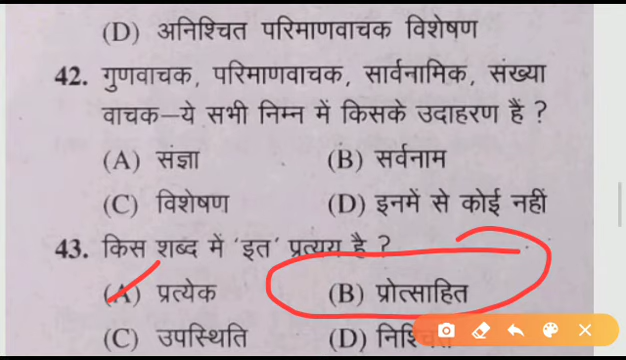 (D) अनिश्चित परिमाणवाचक विशेषण
42. गुणवाचक, परिमाणवाचक, सार्वनामिक, संख्या
वाचक–ये सभी निम्न में किसके उदाहरण हैं ?
(A) संज्ञा (B) सर्वनाम
(C) विशेषण (D) इनमें से कोई नहीं
43. किस शब्द में 'इत' प्रत्यय है ?
(A) प्रत्येक (B) प्रोत्साहित
(C) उपस्थिति (D)